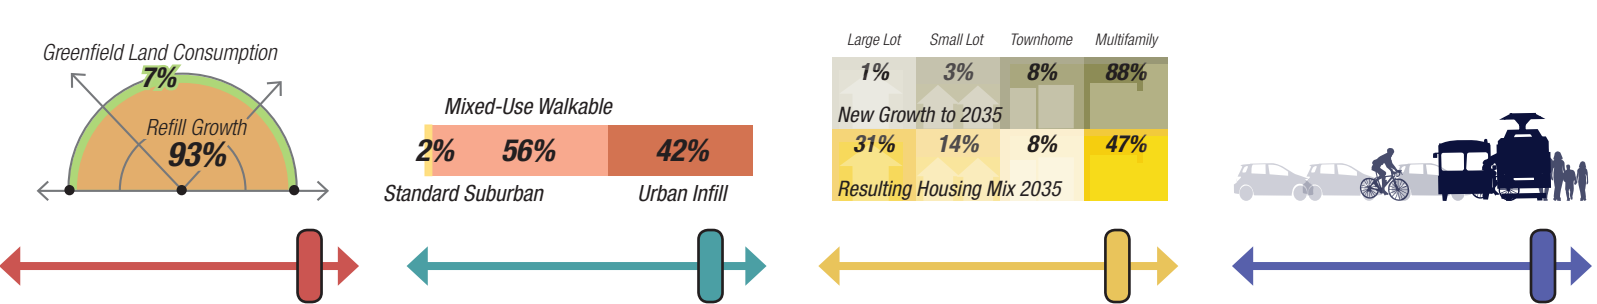 Greenfield Land Consumption
7%
Refill Growth
93%
Mixed-Use Walkable
2% 56% 42%
Standard Suburban Urban Infill
Large Lot Small Lot Townhome Multifamily
1% 3% 8% 88%
New Growth to 2035
31% 14% 8% 47%
Resulting Housing Mix 2035